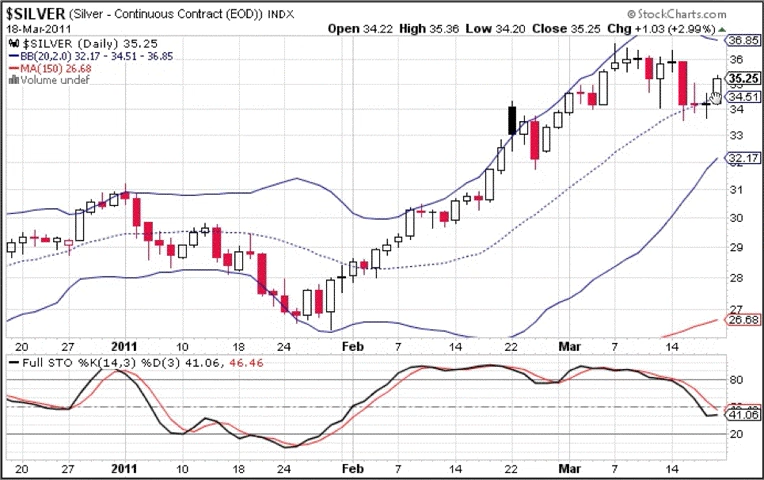 $SILVER (Silver - Continuous Contract (EOD)) INDX
© StockCharts.com
18-Mar-2011
Open 34.22 High 35.36 Low 34.20 Close 35.25 Chg +1.03 (+2.99%)
$SILVER (Daily) 35.25
BB(20,2.0) 32.17 - 34.51 - 36.85
MA(150) 26.68
Volume undef
36.85
36
35.25
34.51
34
33
32.17
31
30
29
28
27
26.68
20 27 2011 10 18 24 Feb 7 14 22 Mar 7 14
Full STO %K(14,3) %D(3) 41.06, 46.46
80
41.06
20
20 27 2011 10 18 24 Feb 7 14 22 Mar 7 14